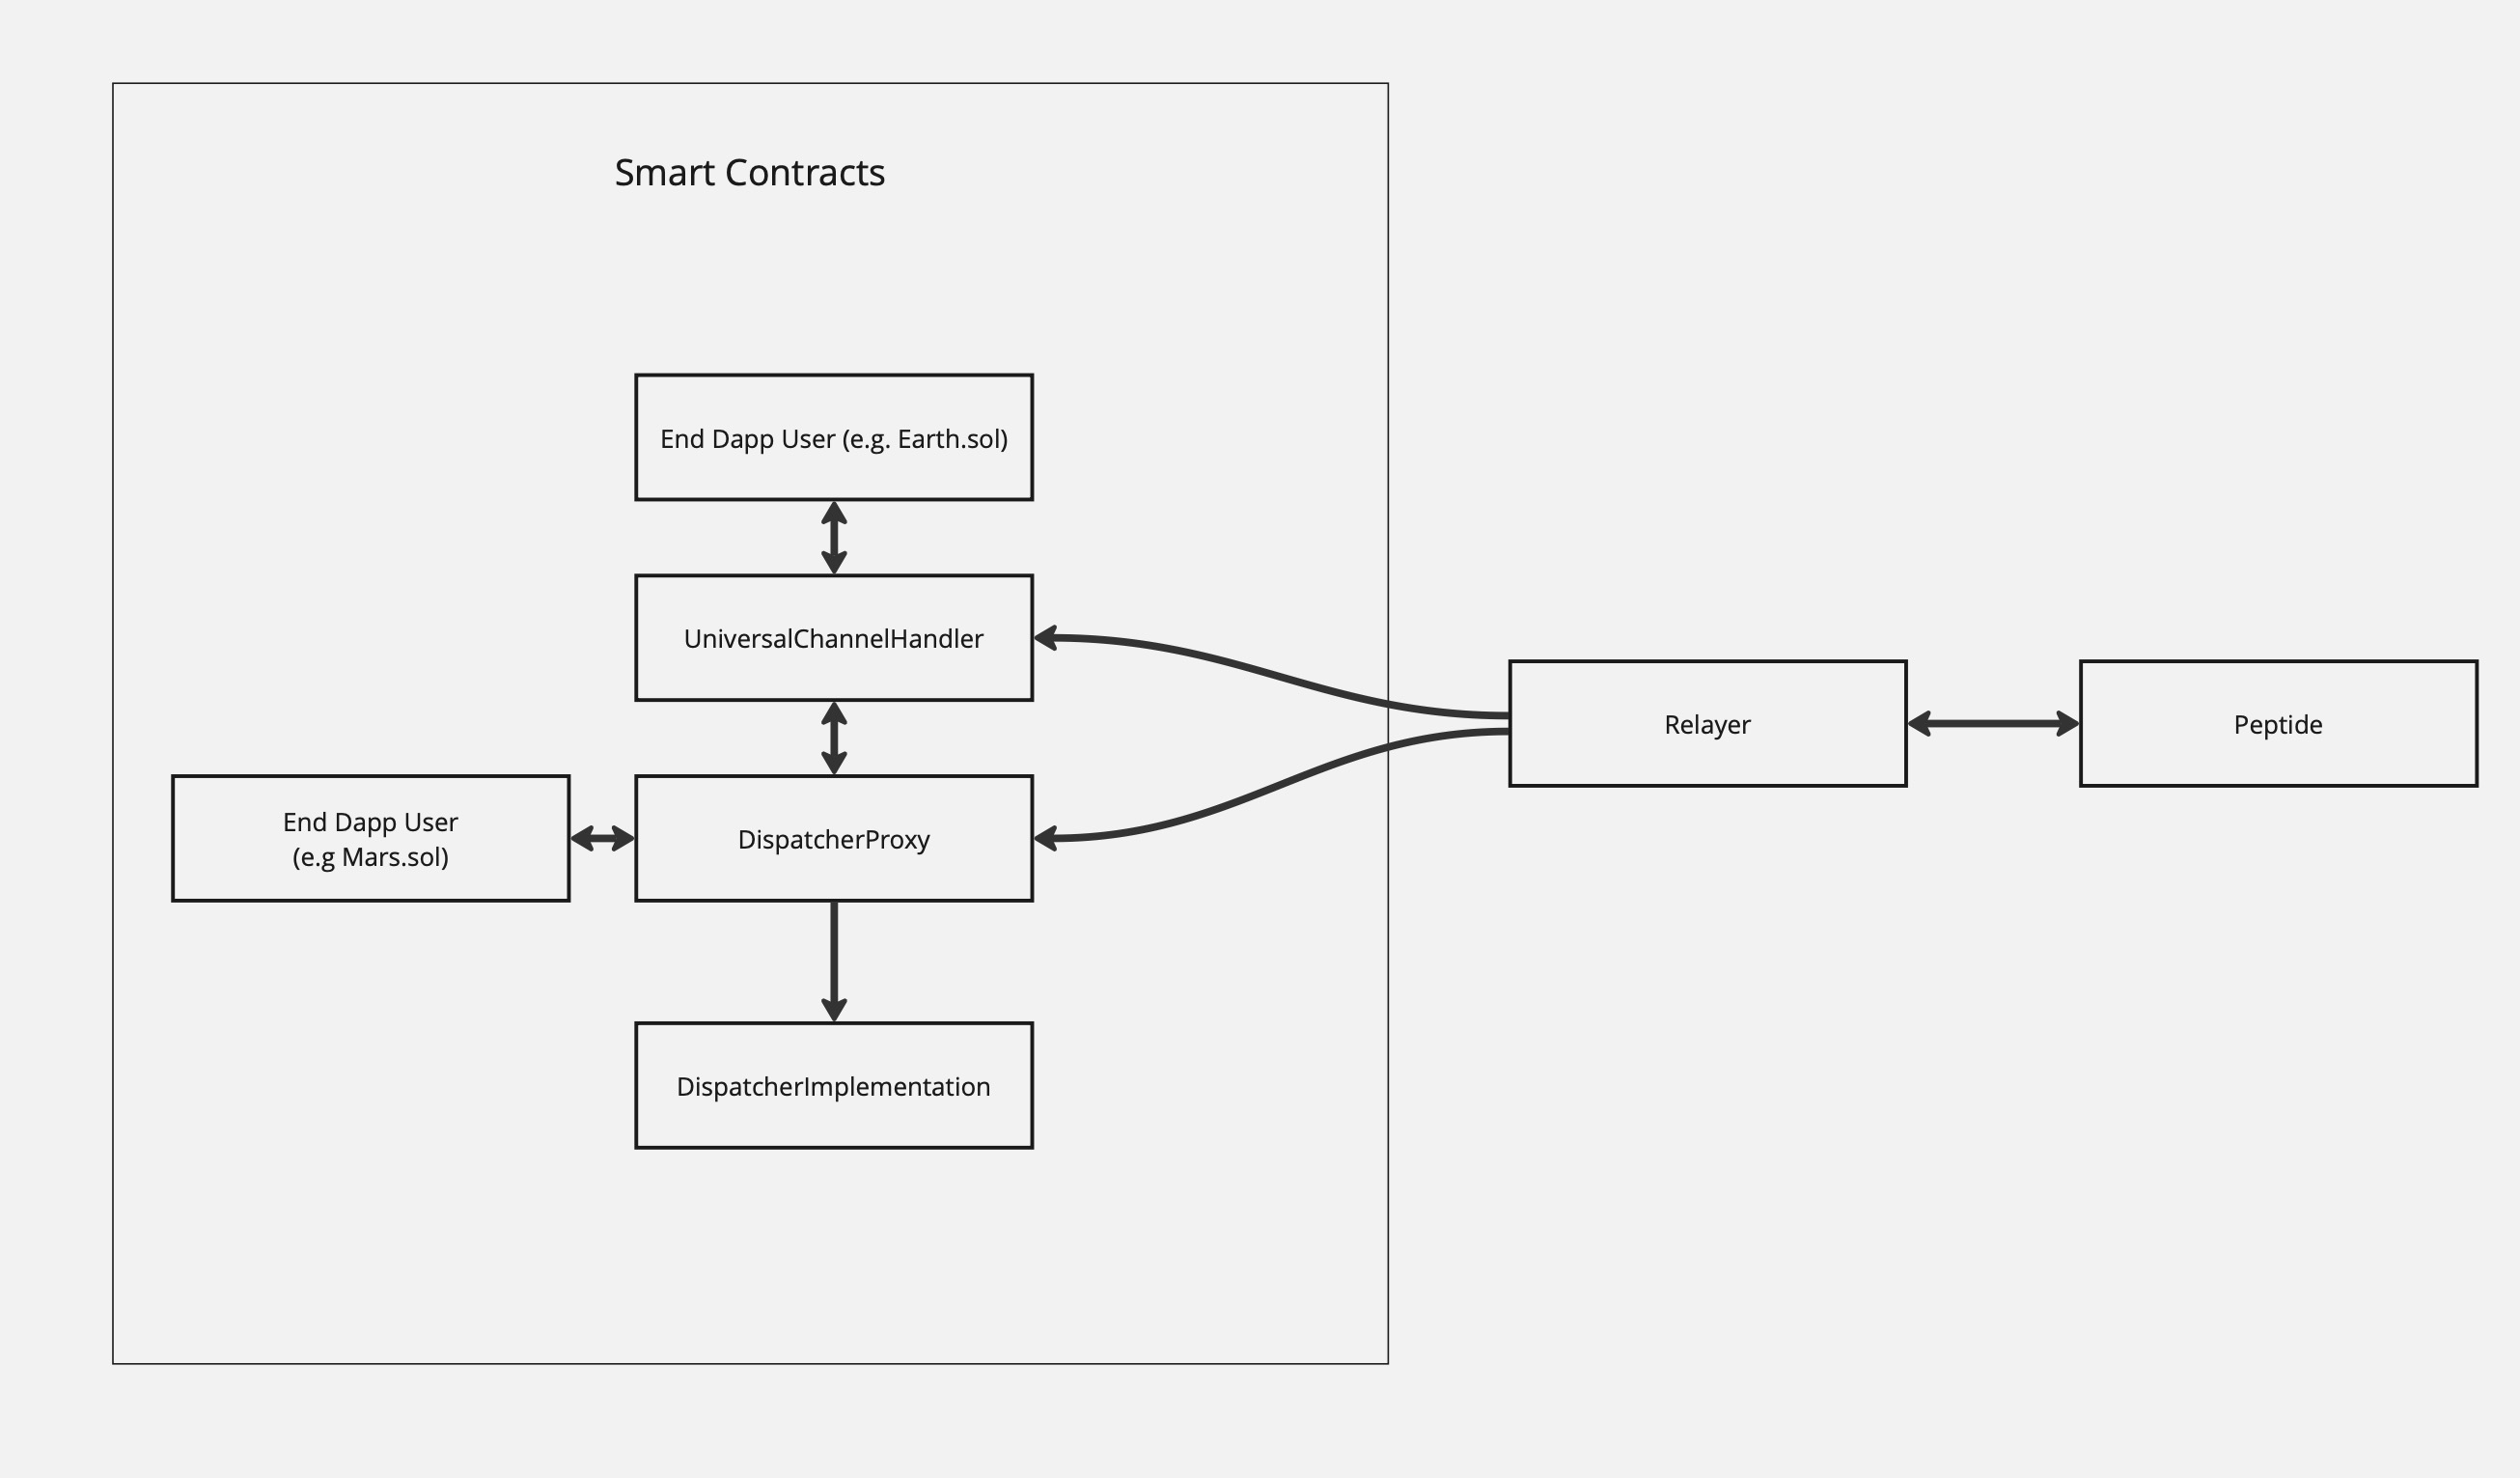 Smart Contracts
End Dapp User (e.g. Earth.sol)
UniversalChannelHandler
Relayer
Peptide
End Dapp User
(e.g Mars.sol)
DispatcherProxy
DispatcherImplementation